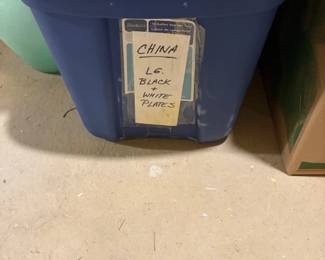 CHINA
LG.
BLACK
+
WHITE
PLATES